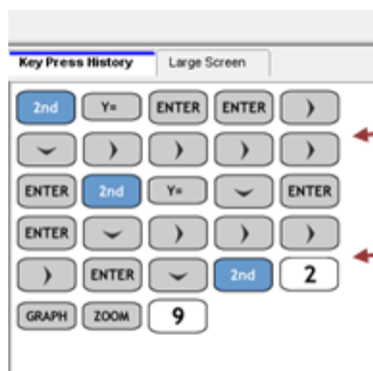 Key Press History Large Screen
2nd Y= ENTER ENTER
ENTER 2nd Y= ENTER
ENTER
ENTER 2nd 2
GRAPH ZOOM 9